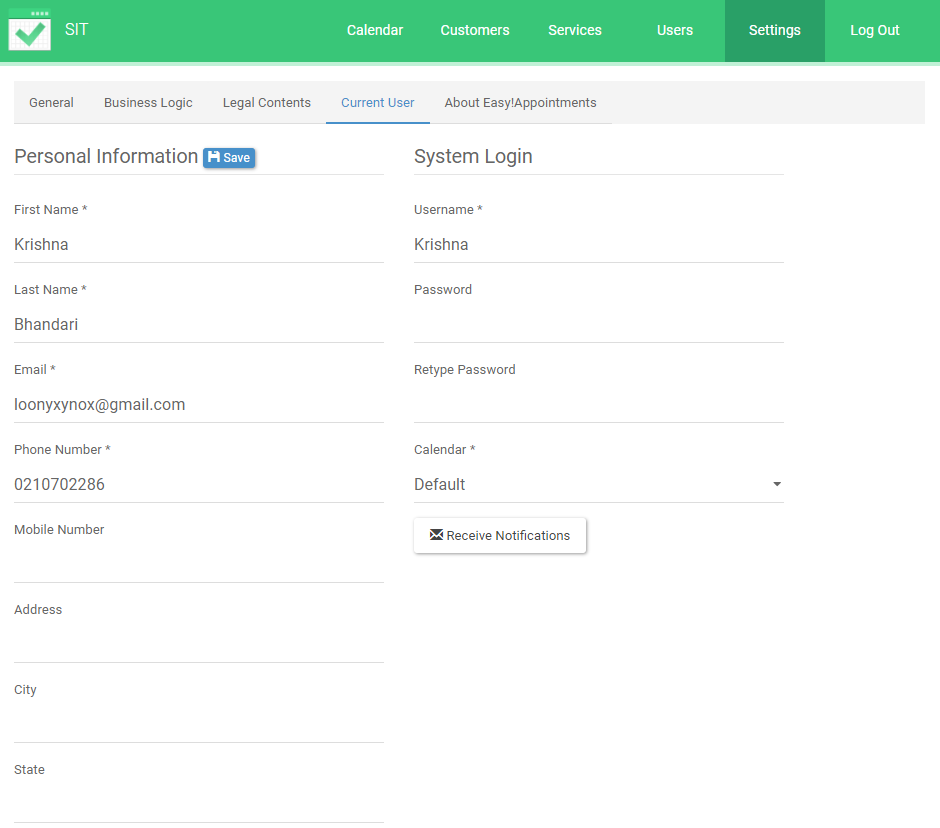 SIT
Calendar Customers Services Users Settings Log Out
General Business Logic Legal Contents Current User About Easy!Appointments
Personal Information Save
First Name *
Krishna
Last Name *
Bhandari
Email *
loonyxynox@gmail.com
Phone Number *
0210702286
Mobile Number
Address
City
State
System Login
Username *
Krishna
Password
Retype Password
Calendar *
Default
Receive Notifications